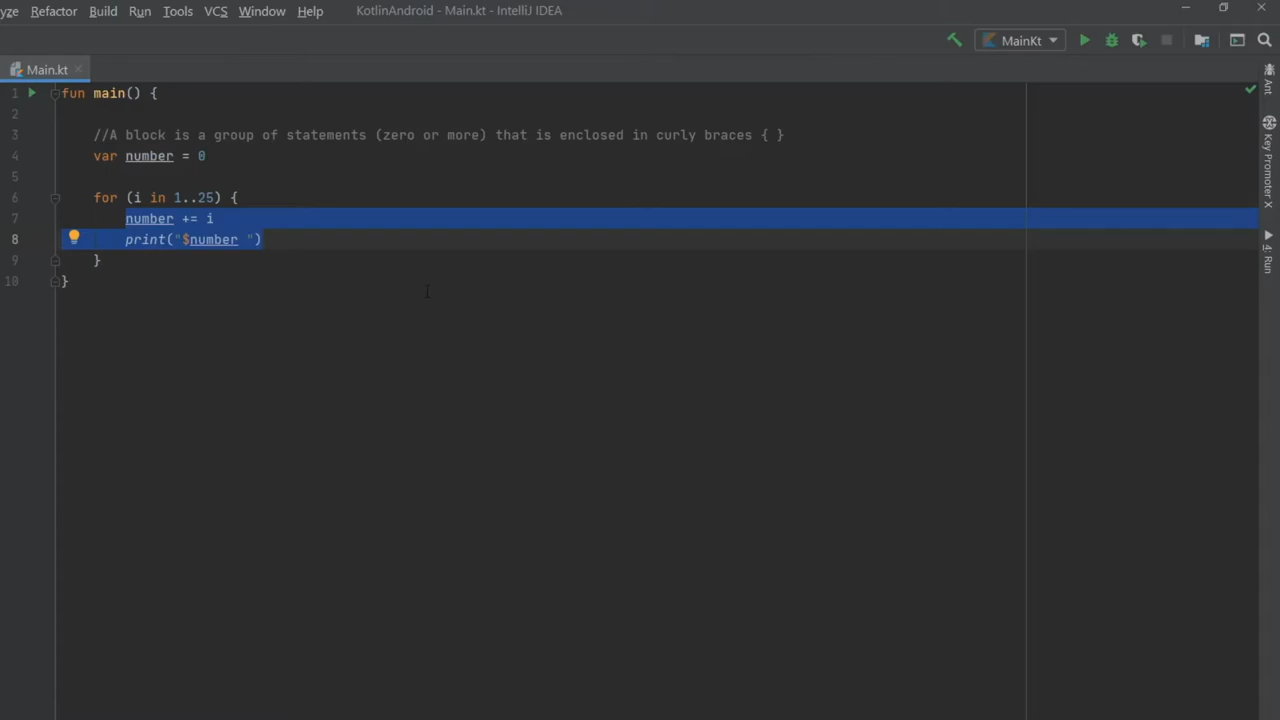 yze Refactor Build Run Tools VCS Window Help KotlinAndroid - Main.kt - IntelliJ IDEA
MainKt
Main.kt
1 fun main() {
2
3 //A block is a group of statements (zero or more) that is enclosed in curly braces { }
4 var number = 0
5
6 for (i in 1..25) {
7 number += i
8 print("$number ")
9 }
10 }
Ant
Key Promoter X
4: Run